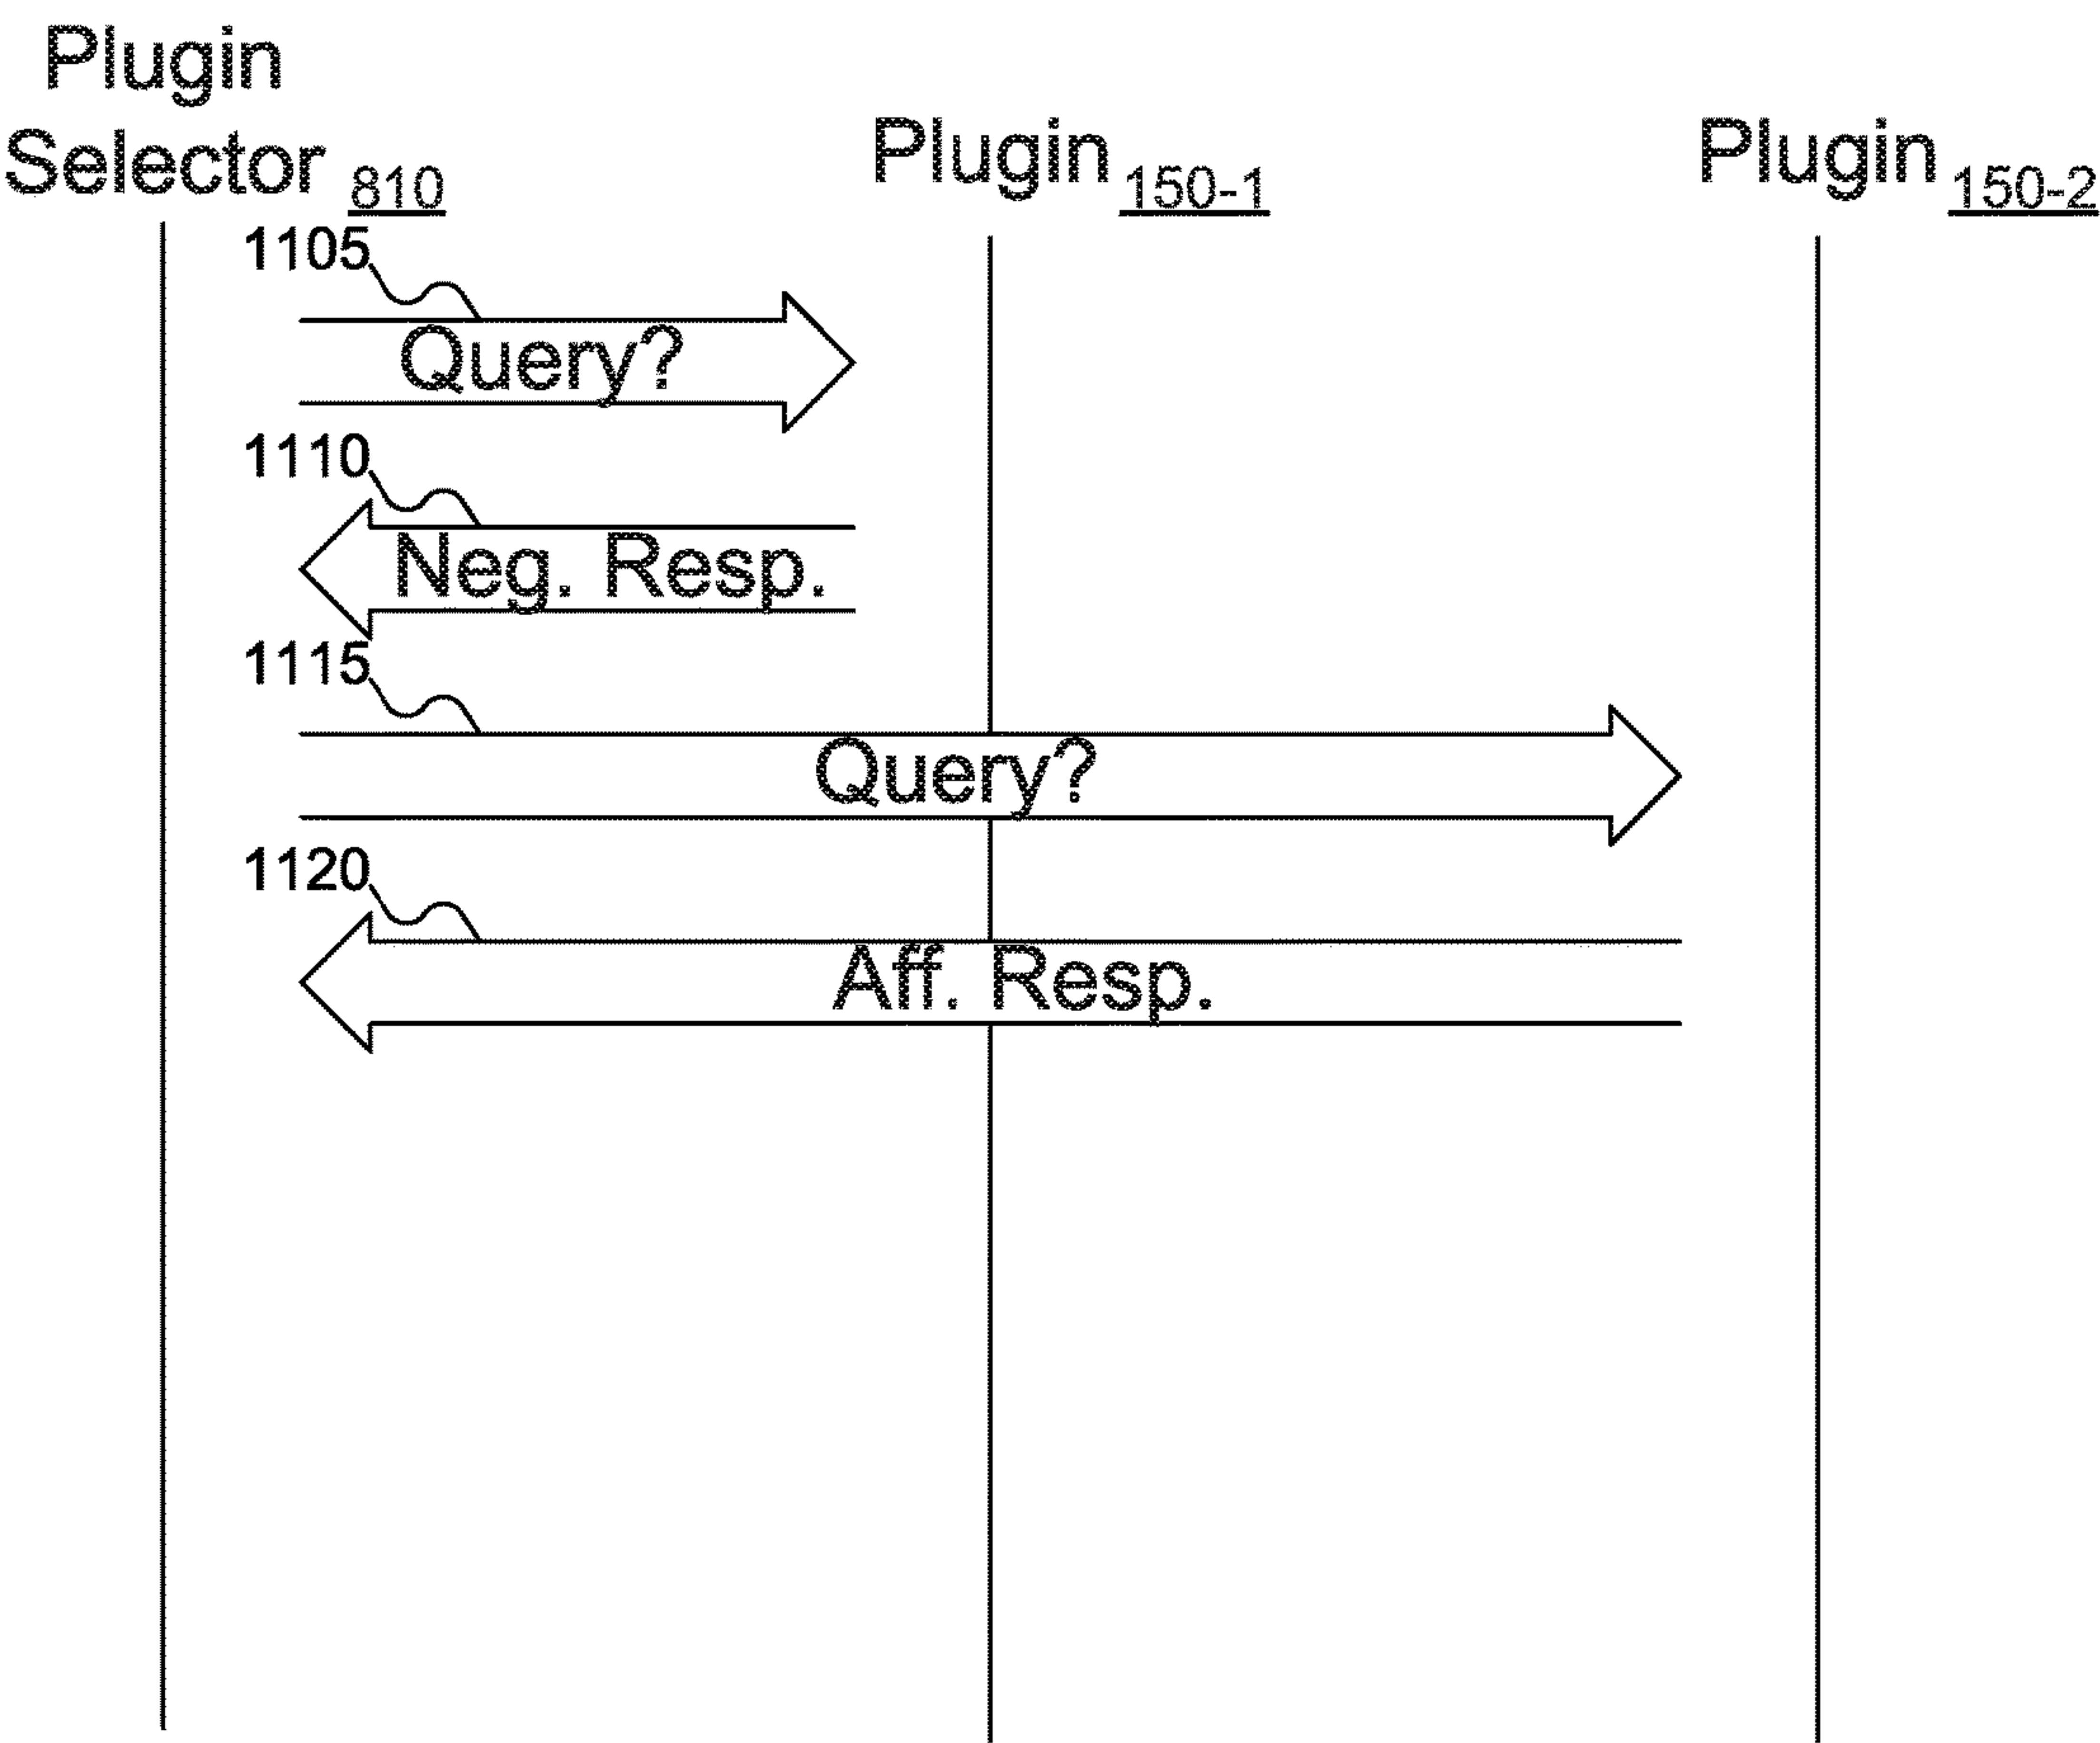 Plugin
Selector 810
Plugin 150-1
Plugin 150-2
1105
Query?
1110
Neg. Resp.
1115
Query?
1120
Aff. Resp.